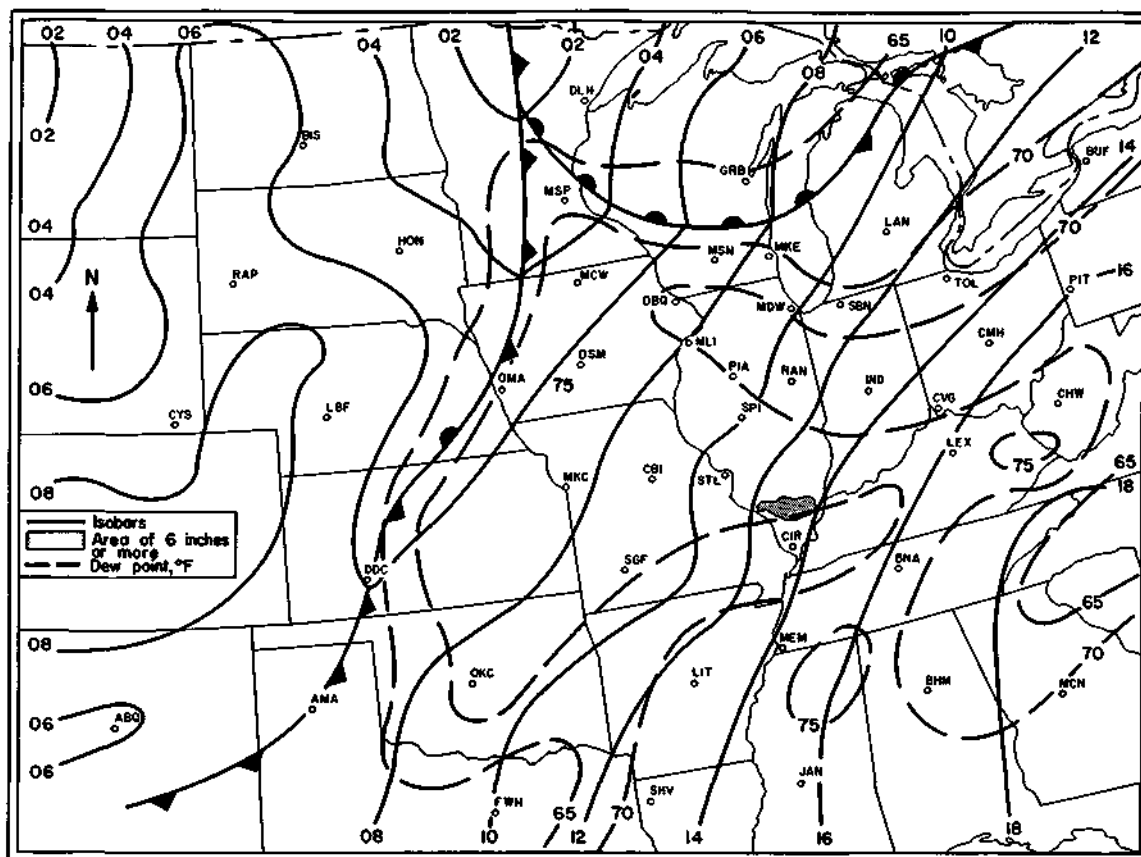 02 04 06 04 02 02 04 06 08 65 10 12
DLH
02
BIS
70 BUF 14
GRB
MSP
04
HON
LAN
70
MSN MKE
N
RAP
MCW
TOL
PIT 16
04
DBQ MDW SBN
MLI
CMH
DSM
OMA 75
PIA RAN IND
06
CYS LBF
SPI
CVG
CHW
LEX
75
65
MKC CBI STL
18
08
Isobars
Area of 6 inches
or more
Dew point, °F
CIR
DDC
SGF
BNA
65
08
MEM
70
OKC
LIT
BHM
MCN
06 ABQ
AMA
75
06
JAN
SHV
FWH 65
08 10 12 70 14 16 18